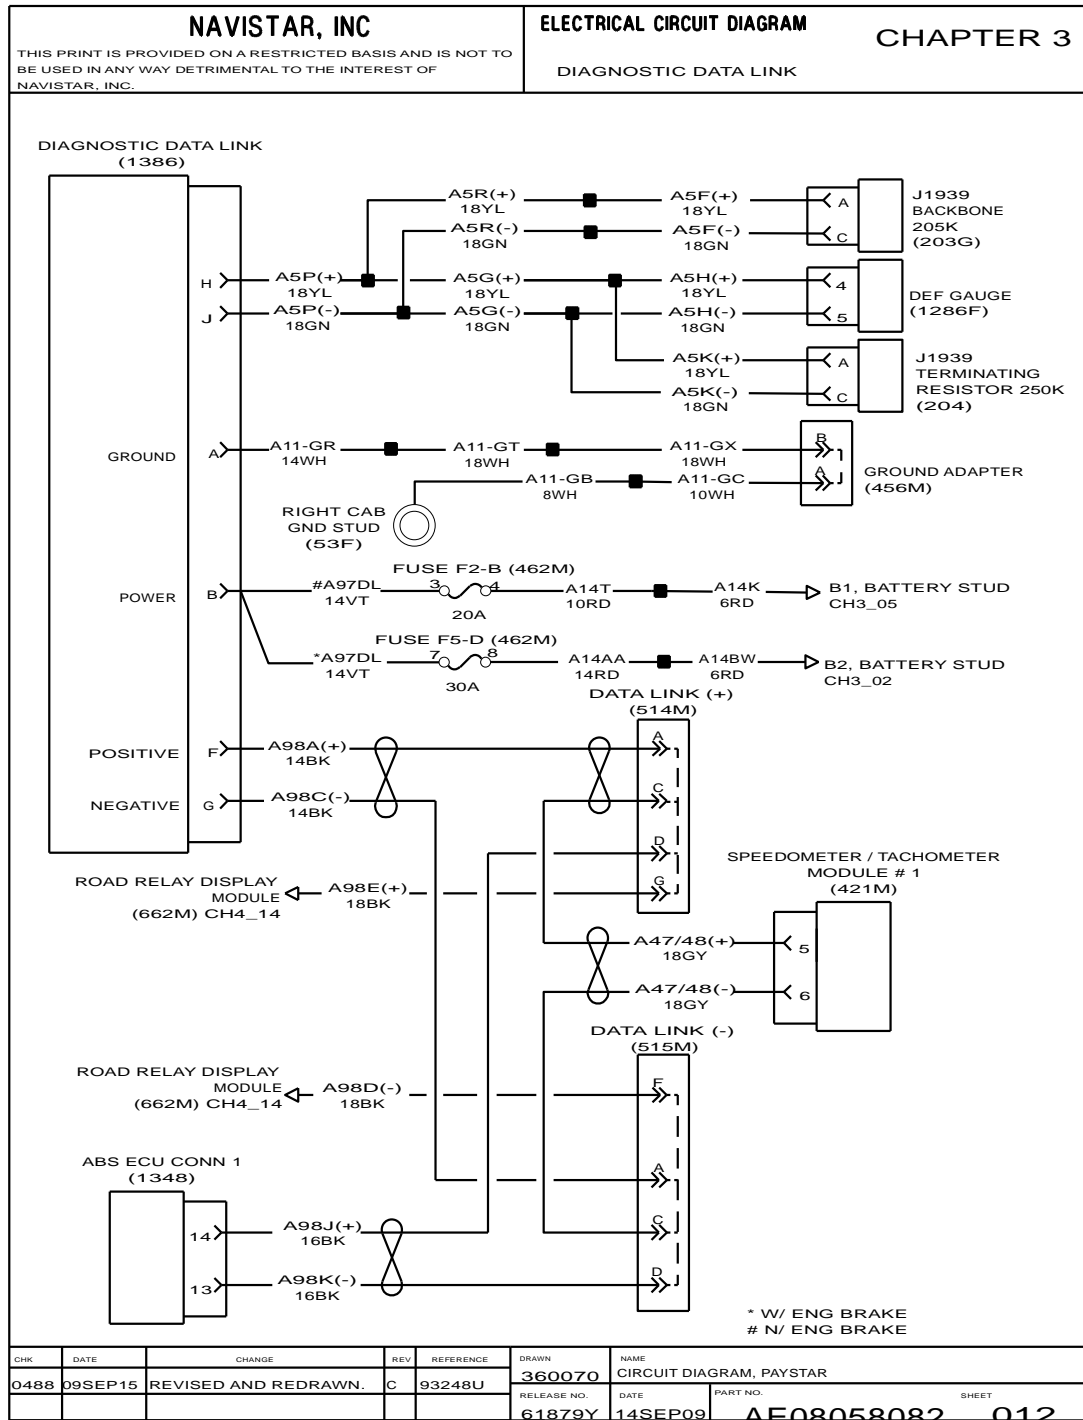 NAVISTAR, INC
THIS PRINT IS PROVIDED ON A RESTRICTED BASIS AND IS NOT TO
BE USED IN ANY WAY DETRIMENTAL TO THE INTEREST OF
NAVISTAR, INC.
ELECTRICAL CIRCUIT DIAGRAM
DIAGNOSTIC DATA LINK
CHAPTER 3
DIAGNOSTIC DATA LINK
(1386)
A5R(+)
18YL
A5F(+)
18YL
A
J1939
BACKBONE
205K
(203G)
A5R(-)
18GN
A5F(-)
18GN
C
H
A5P(+)
18YL
A5G(+)
18YL
A5H(+)
18YL
4
DEF GAUGE
(1286F)
J
A5P(-)
18GN
A5G(-)
18GN
A5H(-)
18GN
5
A5K(+)
18YL
A
J1939
TERMINATING
RESISTOR 250K
(204)
A5K(-)
18GN
C
GROUND
A
A11-GR
14WH
A11-GT
18WH
A11-GX
18WH
B
A11-GB
8WH
A11-GC
10WH
A
GROUND ADAPTER
(456M)
RIGHT CAB
GND STUD
(53F)
POWER
B
#A97DL
14VT
FUSE F2-B (462M)
3
4
20A
A14T
10RD
A14K
6RD
B1, BATTERY STUD
CH3_05
*A97DL
14VT
FUSE F5-D (462M)
7
8
30A
A14AA
14RD
A14BW
6RD
B2, BATTERY STUD
CH3_02
DATA LINK (+)
(514M)
POSITIVE
F
A98A(+)
14BK
A
NEGATIVE
G
A98C(-)
14BK
C
D
ROAD RELAY DISPLAY
MODULE
(662M) CH4_14
A98E(+)
18BK
G
SPEEDOMETER / TACHOMETER
MODULE # 1
(421M)
A47/48(+)
18GY
5
A47/48(-)
18GY
6
DATA LINK (-)
(515M)
ROAD RELAY DISPLAY
MODULE
(662M) CH4_14
A98D(-)
18BK
F
A
ABS ECU CONN 1
(1348)
14
A98J(+)
16BK
C
13
A98K(-)
16BK
D
* W/ ENG BRAKE
# N/ ENG BRAKE
CHK DATE CHANGE REV REFERENCE
0488 09SEP15 REVISED AND REDRAWN. C 93248U
DRAWN
360070
NAME
CIRCUIT DIAGRAM, PAYSTAR
RELEASE NO.
61879Y
DATE
14SEP09
PART NO.
AE08058082
SHEET
012